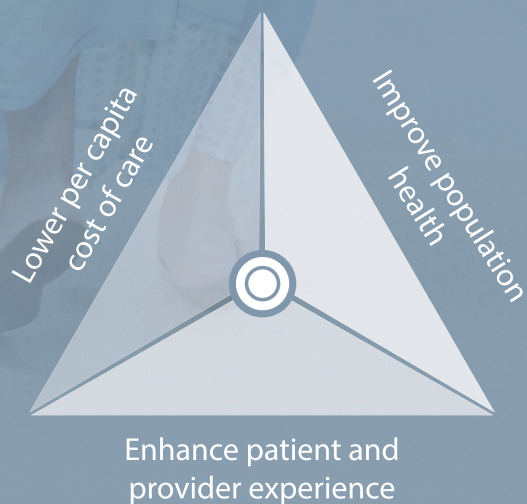 Lower per capita
cost of care
Improve population
health
Enhance patient and
provider experience